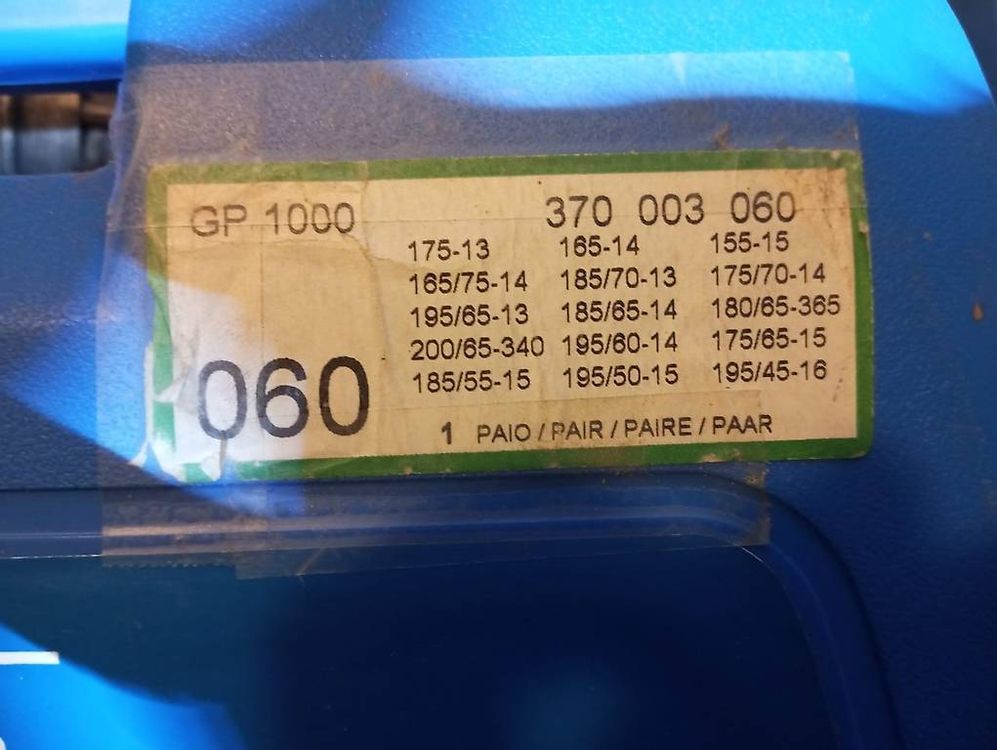 GP 1000 370 003 060
175-13 165-14 155-15
165/75-14 185/70-13 175/70-14
195/65-13 185/65-14 180/65-365
200/65-340 195/60-14 175/65-15
185/55-15 195/50-15 195/45-16
060
1 PAIO / PAIR / PAIRE / PAAR